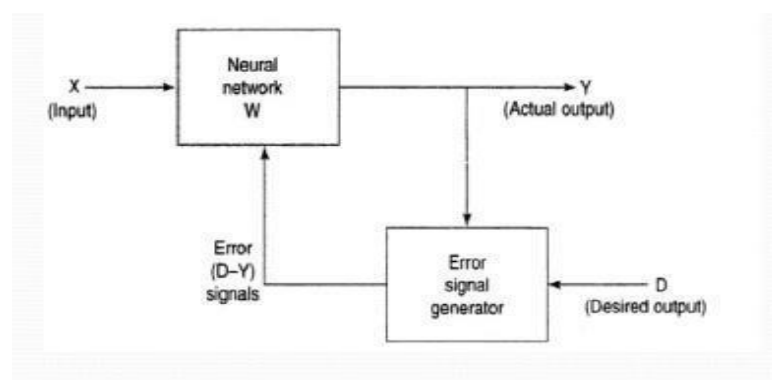 Neural
network
W
X
(Input)
Y
(Actual output)
Error
(D–Y)
signals
Error
signal
generator
D
(Desired output)